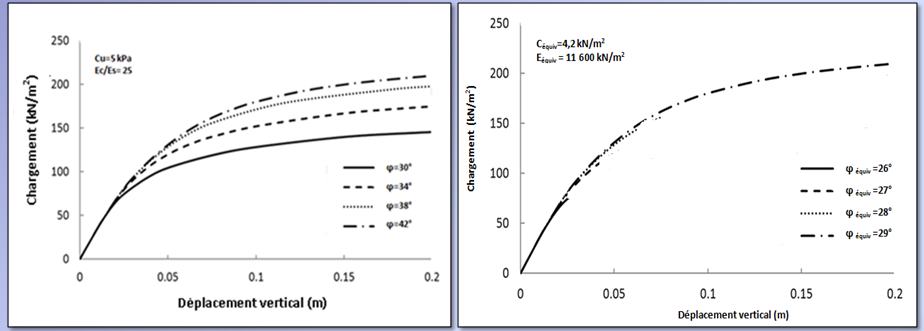 250
200
150
100
50
0
Chargement (kN/m²)
Cu=5 kPa
Ec/Es= 25
φ=30°
φ=34°
φ=38°
φ=42°
0 0.05 0.1 0.15 0.2
Déplacement vertical (m)
250
200
150
100
50
0
Chargement (kN/m²)
Céquiv=4,2 kN/m²
Eéquiv = 11 600 kN/m²
φ équiv =26°
φ équiv =27°
φ équiv =28°
φ équiv =29°
0 0.05 0.1 0.15 0.2
Déplacement vertical (m)